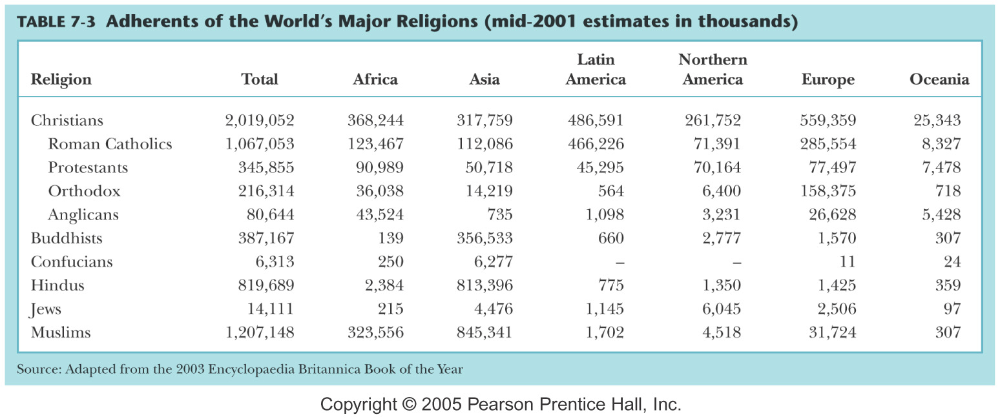 TABLE 7-3 Adherents of the World's Major Religions (mid-2001 estimates in thousands)
Religion Total Africa Asia Latin America Northern America Europe Oceania
Christians 2,019,052 368,244 317,759 486,591 261,752 559,359 25,343
Roman Catholics 1,067,053 123,467 112,086 466,226 71,391 285,554 8,327
Protestants 345,855 90,989 50,718 45,295 70,164 77,497 7,478
Orthodox 216,314 36,038 14,219 564 6,400 158,375 718
Anglicans 80,644 43,524 735 1,098 3,231 26,628 5,428
Buddhists 387,167 139 356,533 660 2,777 1,570 307
Confucians 6,313 250 6,277 – – 11 24
Hindus 819,689 2,384 813,396 775 1,350 1,425 359
Jews 14,111 215 4,476 1,145 6,045 2,506 97
Muslims 1,207,148 323,556 845,341 1,702 4,518 31,724 307
Source: Adapted from the 2003 Encyclopaedia Britannica Book of the Year
Copyright © 2005 Pearson Prentice Hall, Inc.